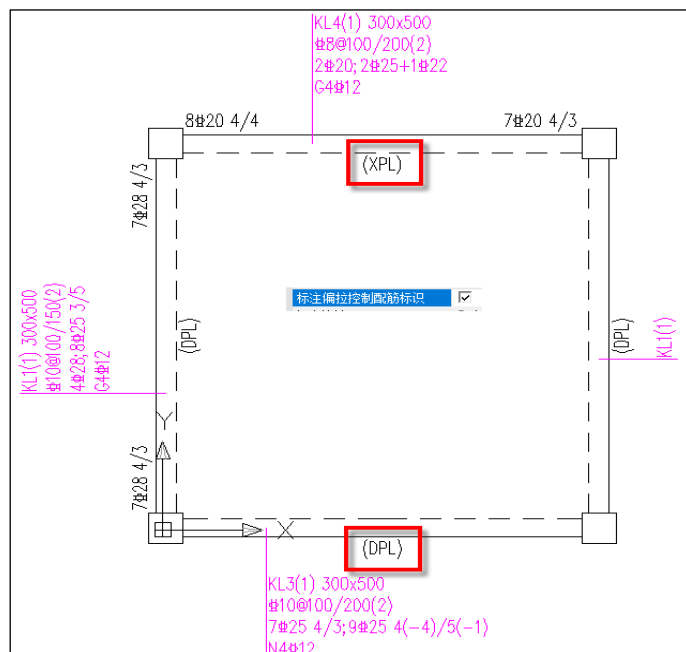 KL4(1) 300x500
⌽8@100/200(2)
2⌽20;2⌽25+1⌽22
G4⌽12
8⌽20 4/4
7⌽20 4/3
(XPL)
7⌽28 4/3
标注偏拉控制配筋标识
KL1(1) 300x500
⌽10@100/150(2)
4⌽28;8⌽25 3/5
G4⌽12
(DPL)
(DPL)
KL1(1)
Y
7⌽28 4/3
X
(DPL)
KL3(1) 300x500
⌽10@100/200(2)
7⌽25 4/3;9⌽25 4(-4)/5(-1)
N4⌽12